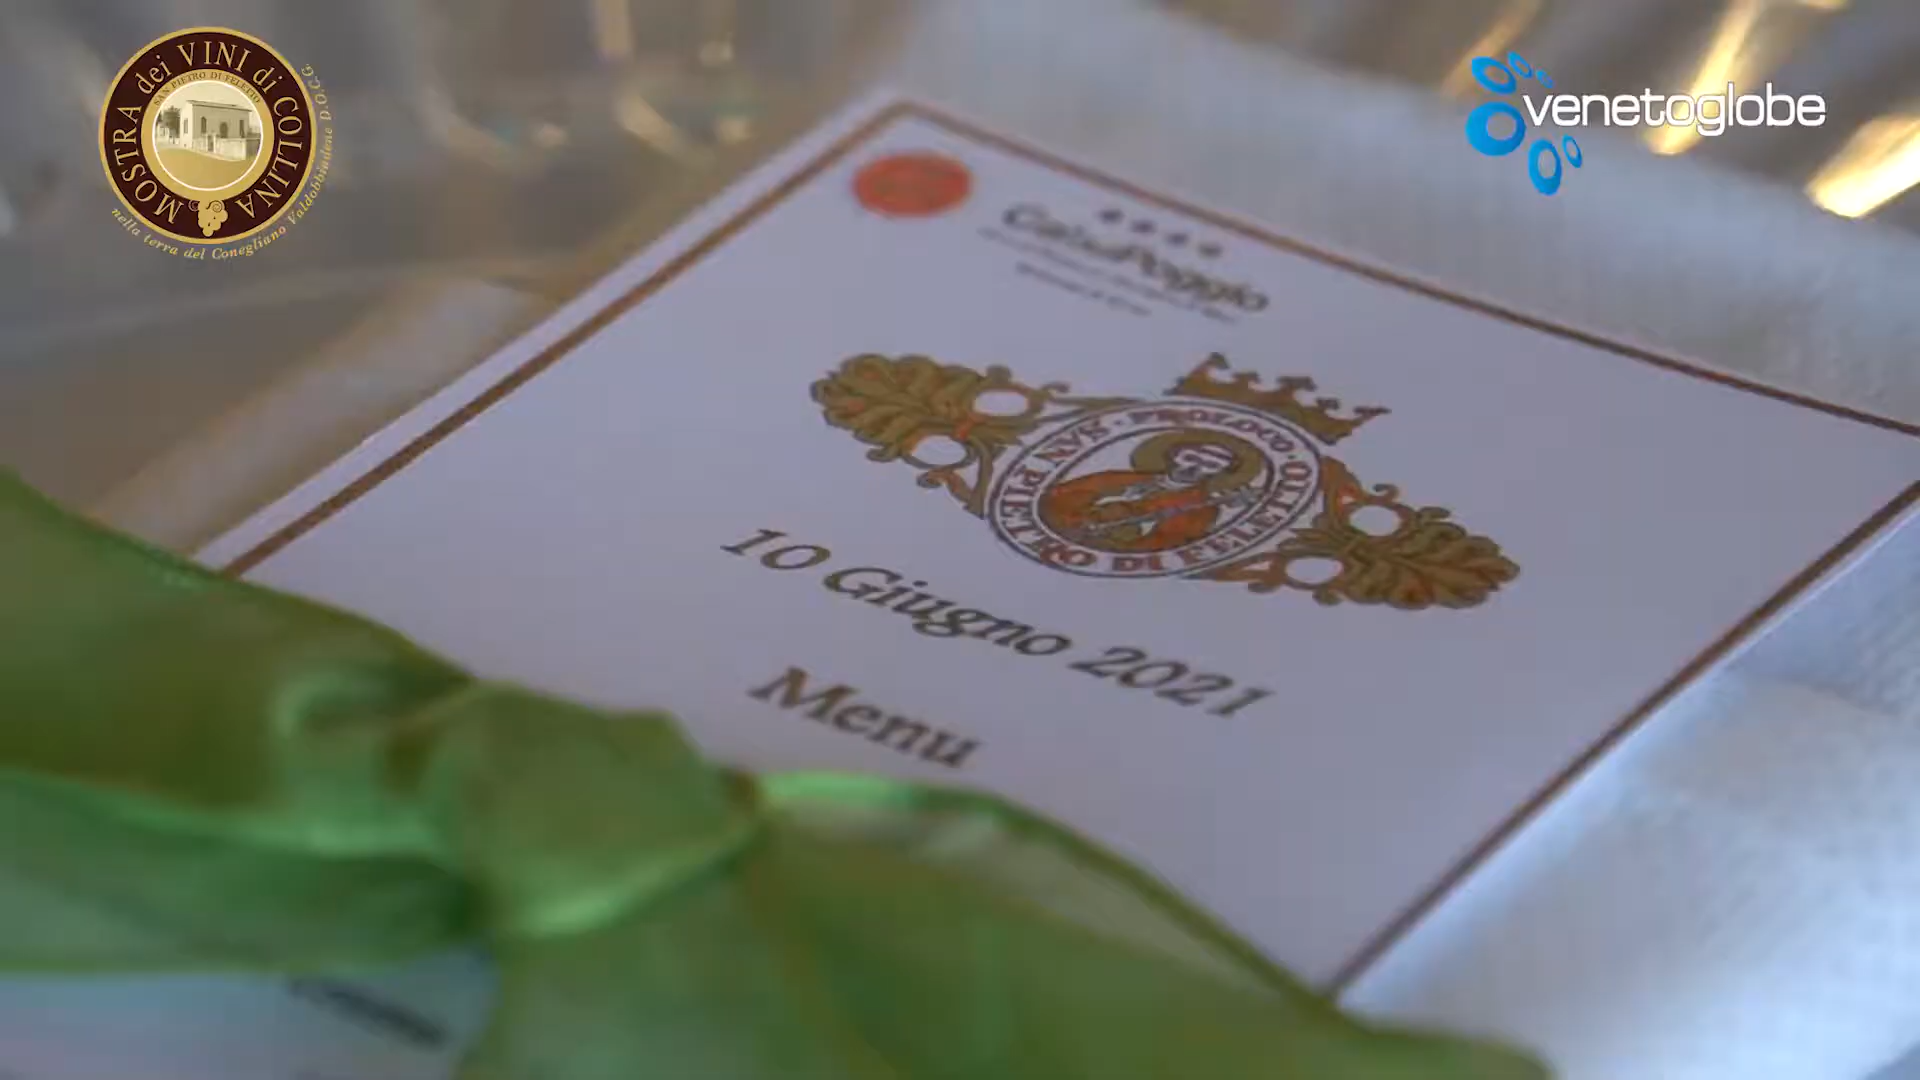 MOSTRA dei VINI di COLLINA
SAN PIETRO DI FELETTO
nella terra del Conegliano Valdobbiadene D.O.C.G.
venetoglobe
CalisPoggio
PROLOCO · SAN PIETRO DI FELETTO
10 Giugno 2021
Menu